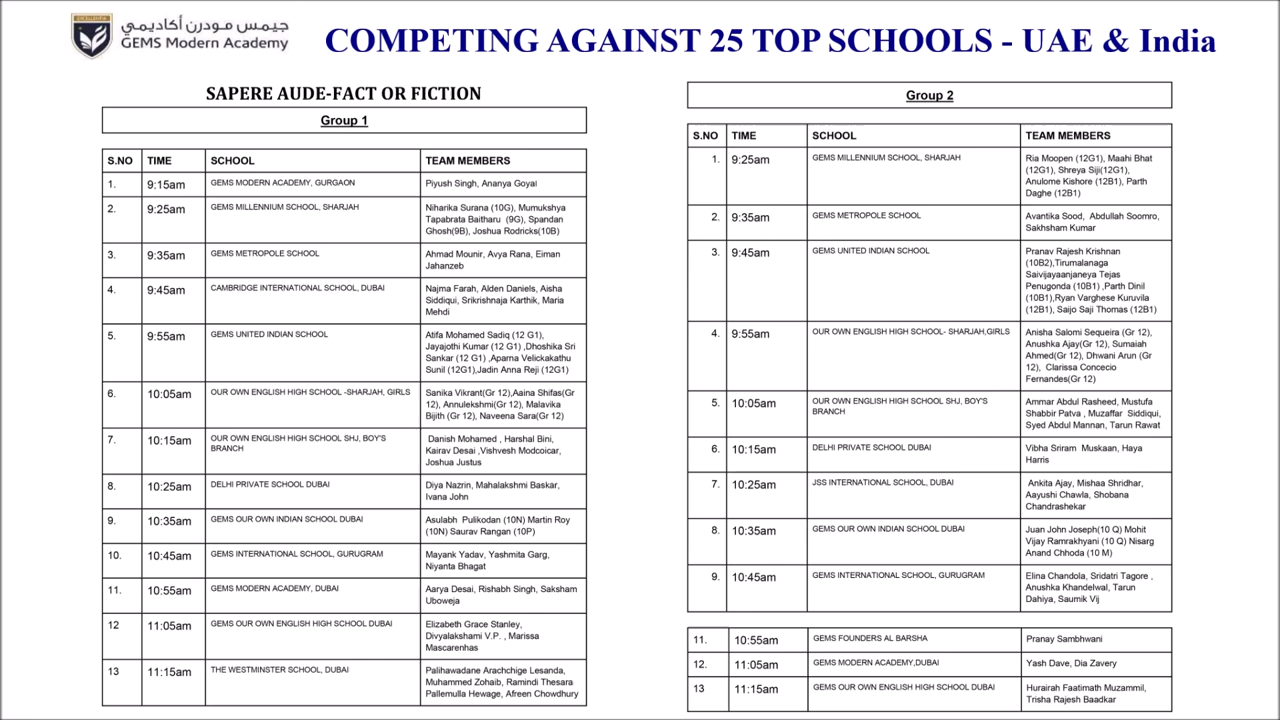 جيمس مودرن أكاديمي
GEMS Modern Academy
COMPETING AGAINST 25 TOP SCHOOLS - UAE & India
SAPERE AUDE-FACT OR FICTION
Group 1
S.NO TIME SCHOOL TEAM MEMBERS
1. 9:15am GEMS MODERN ACADEMY, GURGAON Piyush Singh, Ananya Goyal
2. 9:25am GEMS MILLENNIUM SCHOOL, SHARJAH Niharika Surana (10G), Mumukshya
Tapabrata Baitharu (9G), Spandan
Ghosh(9B), Joshua Rodricks(10B)
3. 9:35am GEMS METROPOLE SCHOOL Ahmad Mounir, Avya Rana, Eiman
Jahanzeb
4. 9:45am CAMBRIDGE INTERNATIONAL SCHOOL, DUBAI Najma Farah, Alden Daniels, Aisha
Siddiqui, Srikrishnaja Karthik, Maria
Mehdi
5. 9:55am GEMS UNITED INDIAN SCHOOL Atifa Mohamed Sadiq (12 G1),
Jayajothi Kumar (12 G1) ,Dhoshika Sri
Sankar (12 G1) ,Aparna Velickakathu
Sunil (12G1),Jadin Anna Reji (12G1)
6. 10:05am OUR OWN ENGLISH HIGH SCHOOL -SHARJAH, GIRLS Sanika Vikrant(Gr 12),Aaina Shifas(Gr
12), Annulekshmi(Gr 12), Malavika
Bijith (Gr 12), Naveena Sara(Gr 12)
7. 10:15am OUR OWN ENGLISH HIGH SCHOOL SHJ, BOY'S Danish Mohamed , Harshal Bini,
BRANCH Kairav Desai ,Vishvesh Modcoicar,
Joshua Justus
8. 10:25am DELHI PRIVATE SCHOOL DUBAI Diya Nazrin, Mahalakshmi Baskar,
Ivana John
9. 10:35am GEMS OUR OWN INDIAN SCHOOL DUBAI Asulabh Pulikodan (10N) Martin Roy
(10N) Saurav Rangan (10P)
10. 10:45am GEMS INTERNATIONAL SCHOOL, GURUGRAM Mayank Yadav, Yashmita Garg,
Niyanta Bhagat
11. 10:55am GEMS MODERN ACADEMY, DUBAI Aarya Desai, Rishabh Singh, Saksham
Uboweja
12 11:05am GEMS OUR OWN ENGLISH HIGH SCHOOL DUBAI Elizabeth Grace Stanley,
Divyalakshami V.P. , Marissa
Mascarenhas
13 11:15am THE WESTMINSTER SCHOOL, DUBAI Palihawadane Arachchige Lesanda,
Muhammed Zohaib, Ramindi Thesara
Pallemulla Hewage, Afreen Chowdhury
Group 2
S.NO TIME SCHOOL TEAM MEMBERS
1. 9:25am GEMS MILLENNIUM SCHOOL, SHARJAH Ria Moopen (12G1), Maahi Bhat
(12G1), Shreya Siji(12G1),
Anulome Kishore (12B1), Parth
Daghe (12B1)
2. 9:35am GEMS METROPOLE SCHOOL Avantika Sood, Abdullah Soomro,
Sakhsham Kumar
3. 9:45am GEMS UNITED INDIAN SCHOOL Pranav Rajesh Krishnan
(10B2),Tirumalanaga
Saivijayaanjaneya Tejas
Penugonda (10B1) ,Parth Dinil
(10B1),Ryan Varghese Kuruvila
(12B1), Saijo Saji Thomas (12B1)
4. 9:55am OUR OWN ENGLISH HIGH SCHOOL- SHARJAH,GIRLS Anisha Salomi Sequeira (Gr 12),
Anushka Ajay(Gr 12), Sumaiah
Ahmed(Gr 12), Dhwani Arun (Gr
12), Clarissa Concecio
Fernandes(Gr 12)
5. 10:05am OUR OWN ENGLISH HIGH SCHOOL SHJ, BOY'S Ammar Abdul Rasheed, Mustufa
BRANCH Shabbir Patva , Muzaffar Siddiqui,
Syed Abdul Mannan, Tarun Rawat
6. 10:15am DELHI PRIVATE SCHOOL DUBAI Vibha Sriram Muskaan, Haya
Harris
7. 10:25am JSS INTERNATIONAL SCHOOL, DUBAI Ankita Ajay, Mishaa Shridhar,
Aayushi Chawla, Shobana
Chandrashekar
8. 10:35am GEMS OUR OWN INDIAN SCHOOL DUBAI Juan John Joseph(10 Q) Mohit
Vijay Ramrakhyani (10 Q) Nisarg
Anand Chhoda (10 M)
9. 10:45am GEMS INTERNATIONAL SCHOOL, GURUGRAM Elina Chandola, Sridatri Tagore ,
Anushka Khandelwal, Tarun
Dahiya, Saumik Vij
11. 10:55am GEMS FOUNDERS AL BARSHA Pranay Sambhwani
12. 11:05am GEMS MODERN ACADEMY,DUBAI Yash Dave, Dia Zavery
13 11:15am GEMS OUR OWN ENGLISH HIGH SCHOOL DUBAI Hurairah Faatimath Muzammil,
Trisha Rajesh Baadkar